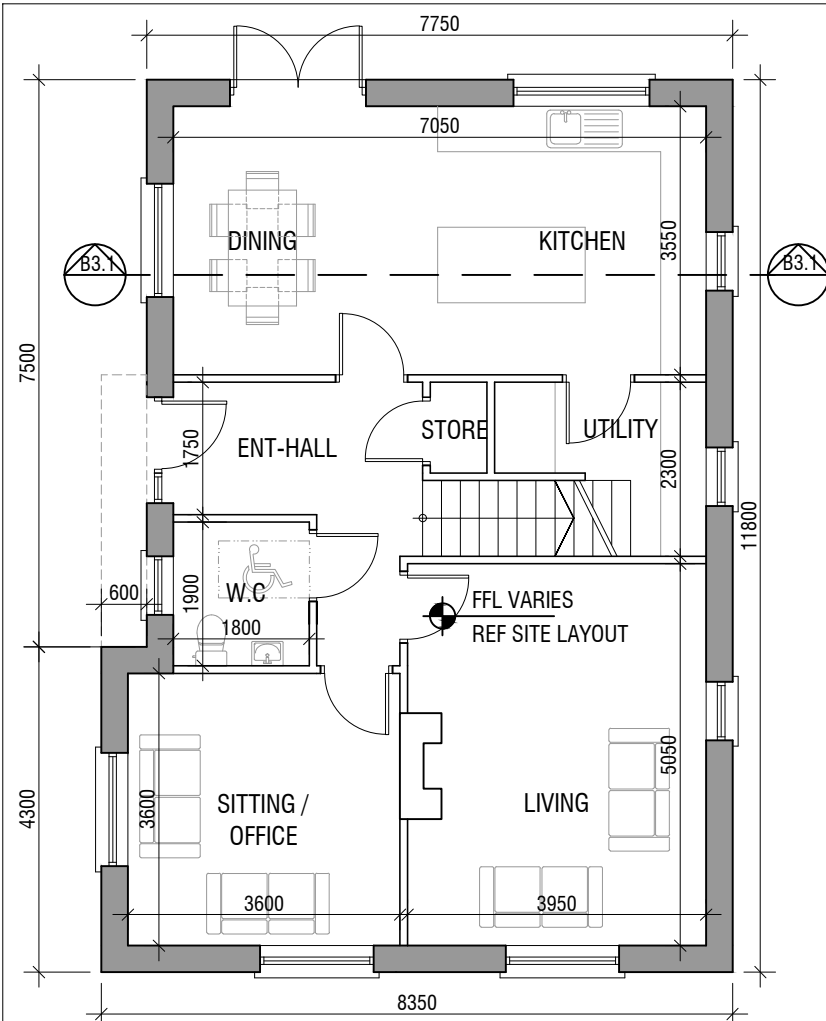 7750
7050
DINING
KITCHEN
3550
B3.1
B3.1
7500
1750
ENT-HALL
STORE
UTILITY
2300
11800
600
1900
W.C
1800
FFL VARIES
REF SITE LAYOUT
4300
3600
SITTING /
OFFICE
LIVING
5050
3600
3950
8350